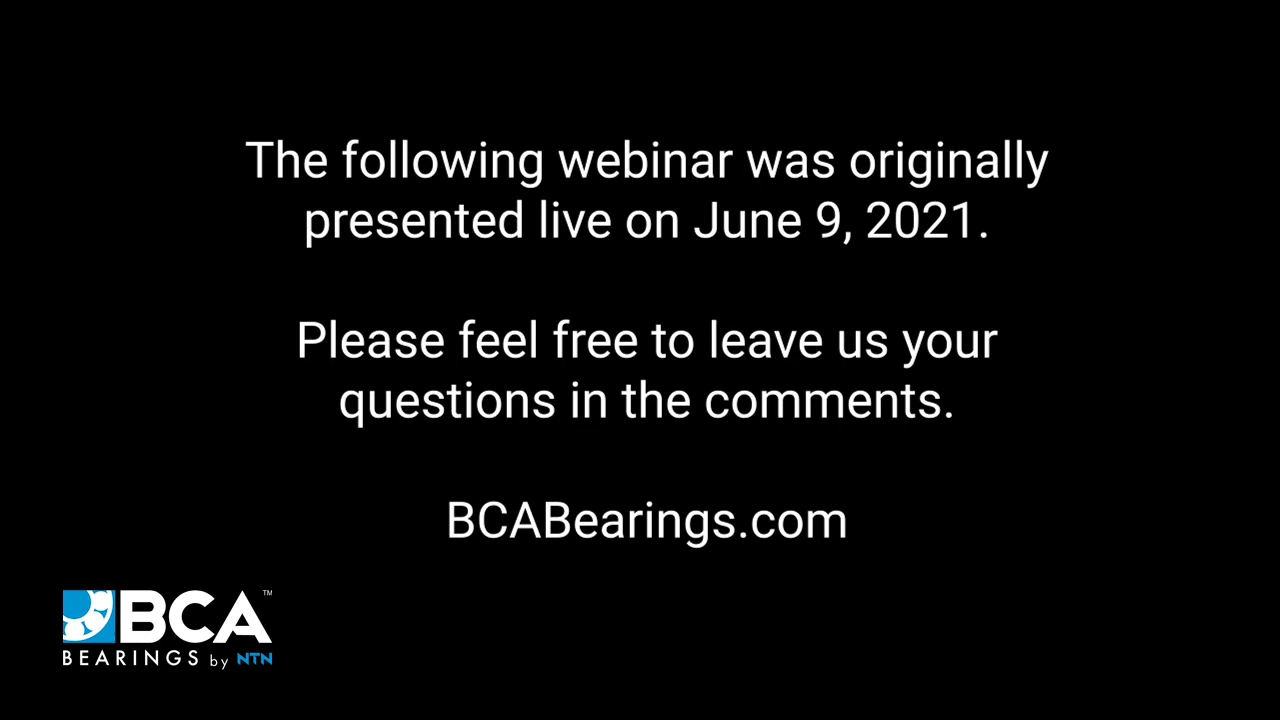 The following webinar was originally
presented live on June 9, 2021.
Please feel free to leave us your
questions in the comments.
BCABearings.com
BCA™
BEARINGS by NTN